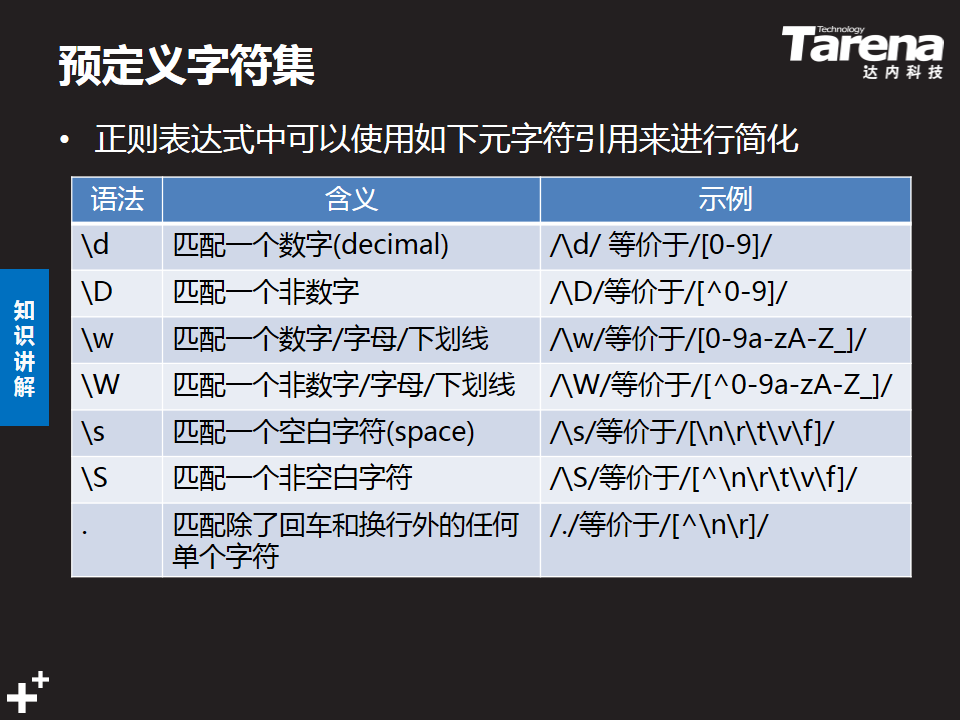 预定义字符集
Technology
Tarena
达内科技
• 正则表达式中可以使用如下元字符引用来进行简化
语法 含义 示例
\d 匹配一个数字(decimal) /\d/ 等价于/[0-9]/
\D 匹配一个非数字 /\D/等价于/[^0-9]/
\w 匹配一个数字/字母/下划线 /\w/等价于/[0-9a-zA-Z_]/
\W 匹配一个非数字/字母/下划线 /\W/等价于/[^0-9a-zA-Z_]/
\s 匹配一个空白字符(space) /\s/等价于/[\n\r\t\v\f]/
\S 匹配一个非空白字符 /\S/等价于/[^\n\r\t\v\f]/
. 匹配除了回车和换行外的任何 /./等价于/[^\n\r]/
单个字符
知
识
讲
解